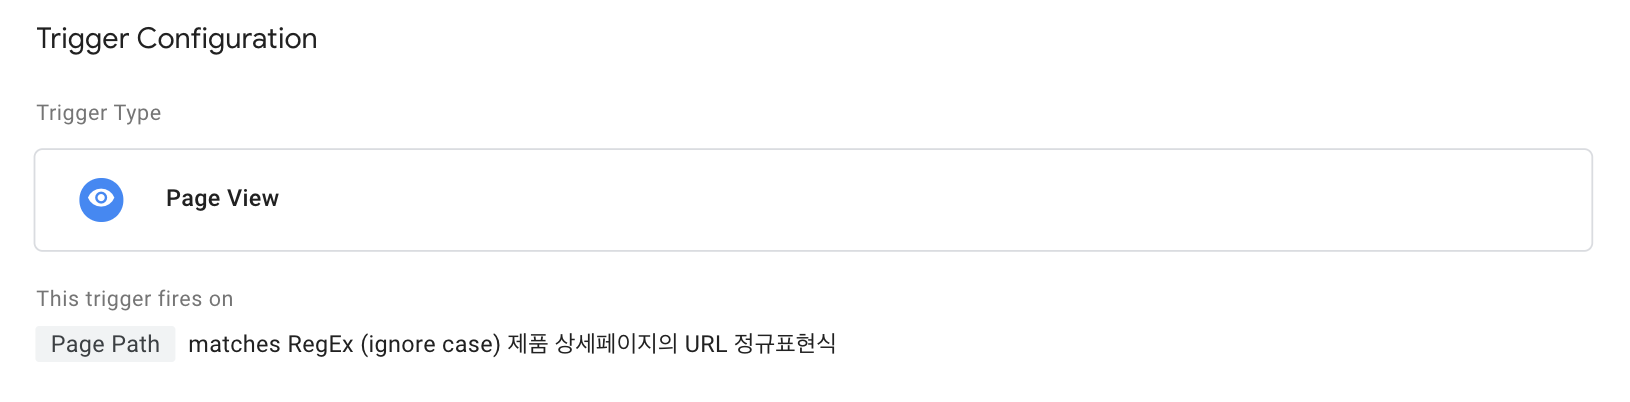 Trigger Configuration
Trigger Type
Page View
This trigger fires on
Page Path matches RegEx (ignore case) 제품 상세페이지의 URL 정규표현식